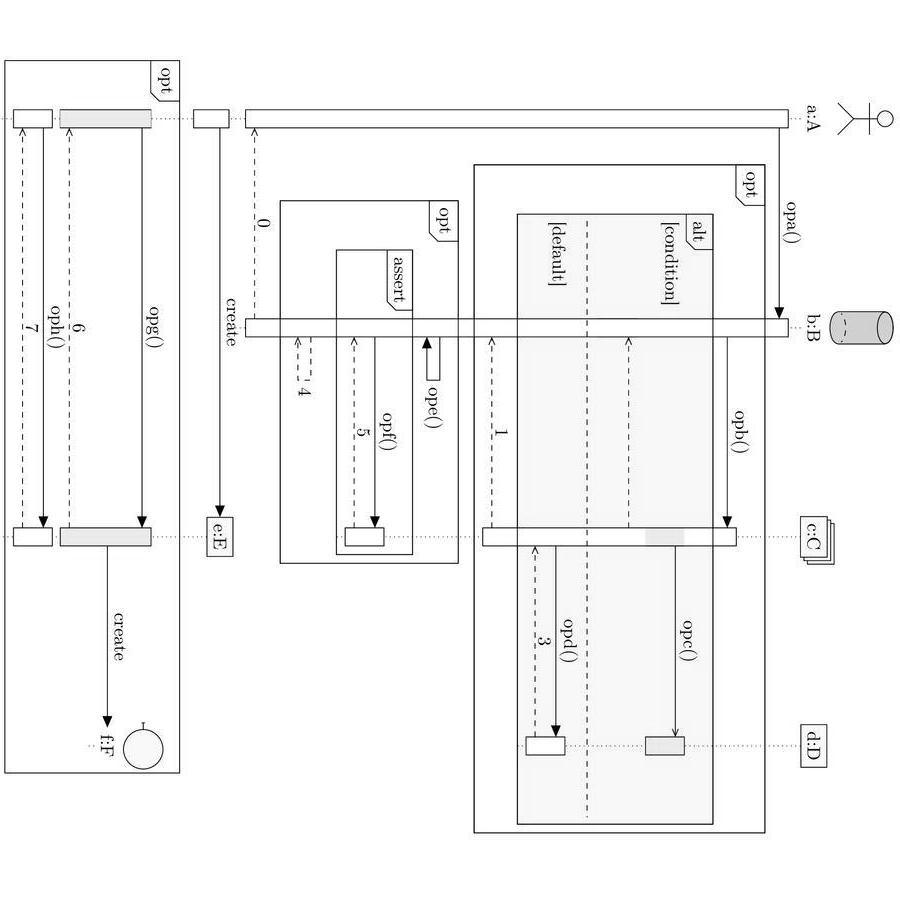 a:A
b:B
c:C
d:D
opa()
opt
opb()
alt
[condition]
opc()
[default]
opd()
3
1
opt
ope()
assert
opf()
5
4
0
create
e:E
opt
opg()
create
f:F
6
oph()
7